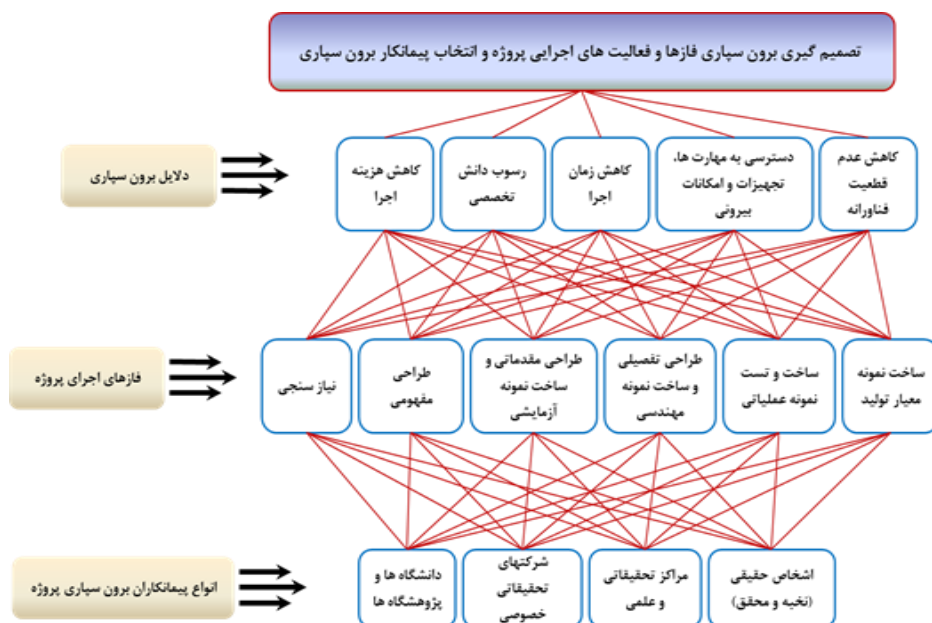 تصمیم گیری برون سپاری فازها و فعالیت های اجرایی پروژه و انتخاب پیمانکار برون سپاری
کاهش عدم
قطعیت
فناورانه
دسترسی به مهارت ها،
تجهیزات و امکانات
بیرونی
کاهش زمان
اجرا
رسوب دانش
تخصصی
کاهش هزینه
اجرا
دلایل برون سپاری
ساخت نمونه
معیار تولید
ساخت و تست
نمونه عملیاتی
طراحی تفصیلی
و ساخت نمونه
مهندسی
طراحی مقدماتی و
ساخت نمونه
آزمایشی
طراحی
مفهومی
نیاز سنجی
فازهای اجرای پروژه
اشخاص حقیقی
(نخبه و محقق)
مراکز تحقیقاتی
و علمی
شرکتهای
تحقیقاتی
خصوصی
دانشگاه ها و
پژوهشگاه ها
انواع پیمانکاران برون سپاری پروژه